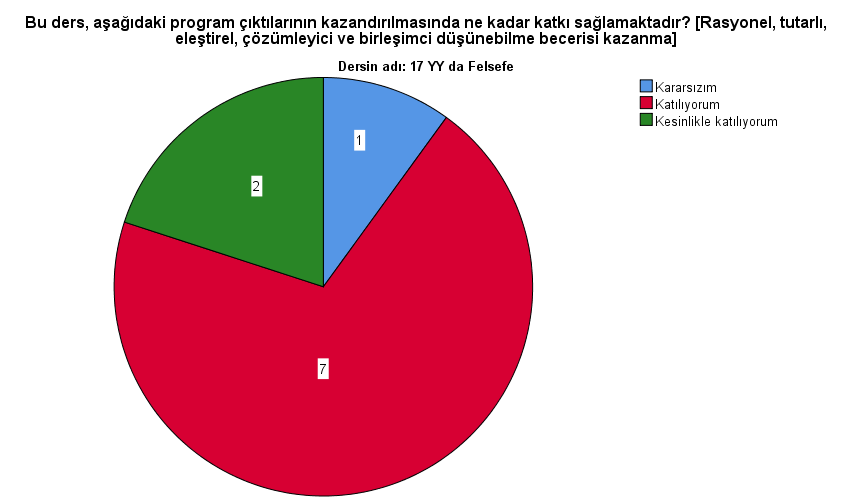 Bu ders, aşağıdaki program çıktılarının kazandırılmasında ne kadar katkı sağlamaktadır? [Rasyonel, tutarlı,
eleştirel, çözümleyici ve birleşimci düşünebilme becerisi kazanma]
Dersin adı: 17 YY da Felsefe
Kararsızım
Katılıyorum
Kesinlikle katılıyorum
1
2
7